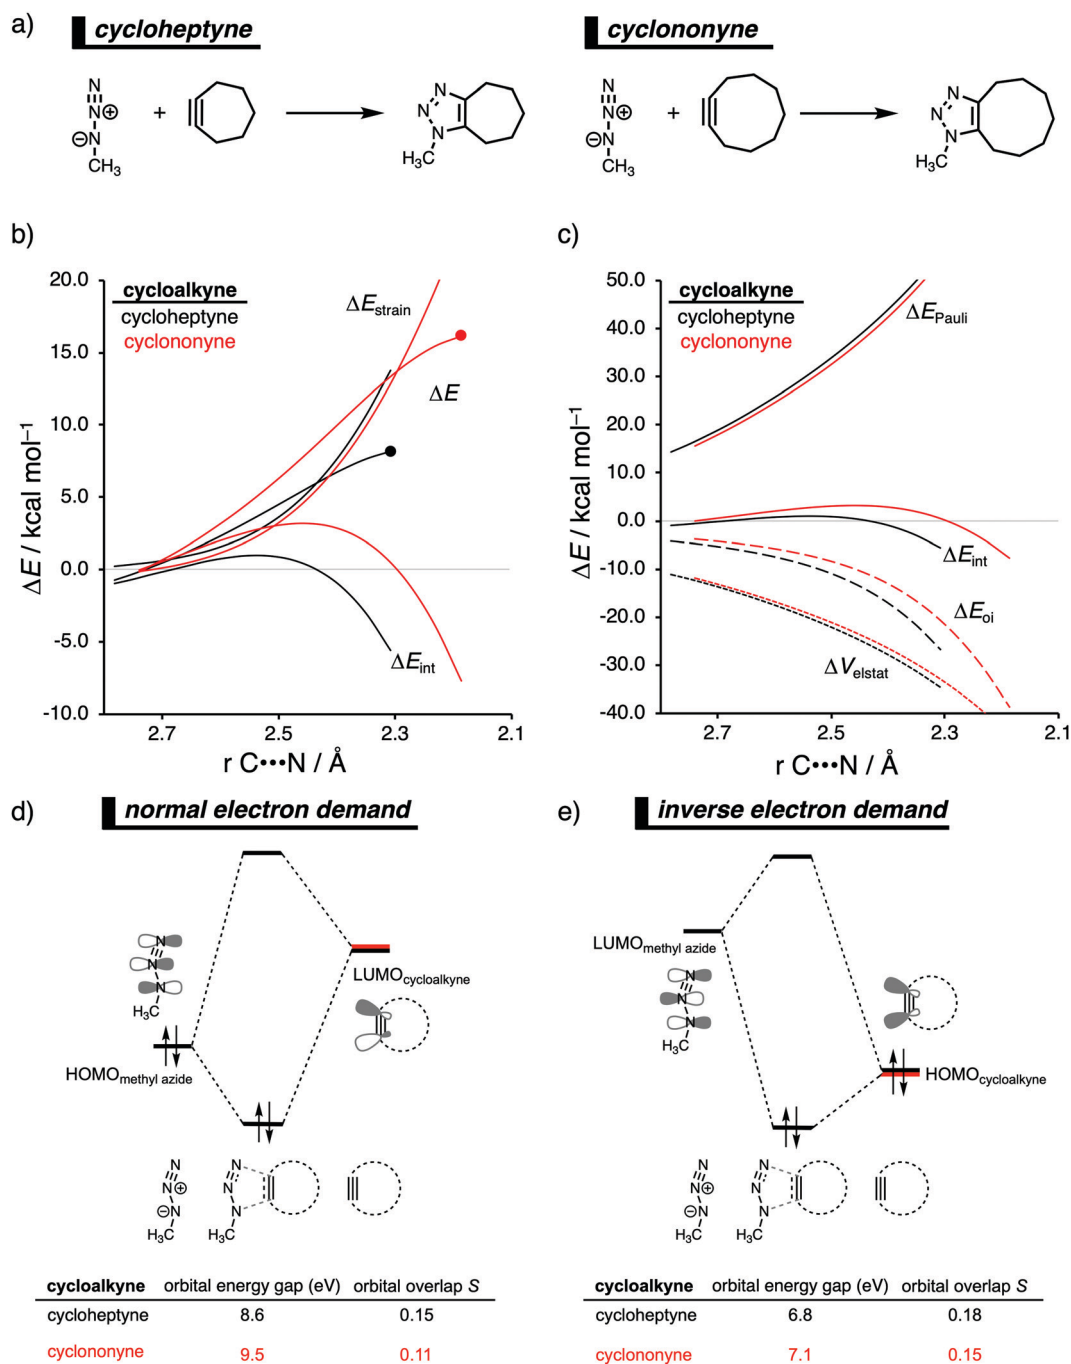 a)
cycloheptyne
cyclononyne
N
N ⊕
⊖ N
CH₃
+
N
N
N
H₃C
N
N ⊕
⊖ N
CH₃
+
N
N
N
H₃C
b)
20.0
15.0
10.0
5.0
0.0
-5.0
-10.0
ΔE / kcal mol⁻¹
cycloalkyne
cycloheptyne
cyclononyne
ΔEstrain
ΔE
ΔEint
2.7 2.5 2.3 2.1
r C•••N / Å
c)
50.0
40.0
30.0
20.0
10.0
0.0
-10.0
-20.0
-30.0
-40.0
ΔE / kcal mol⁻¹
cycloalkyne
cycloheptyne
cyclononyne
ΔEPauli
ΔEint
ΔEoi
ΔVelstat
2.7 2.5 2.3 2.1
r C•••N / Å
d)
normal electron demand
N
N
N
H₃C
HOMOmethyl azide
LUMOcycloalkyne
N
N ⊕
⊖ N
H₃C
N
N
N
H₃C
cycloalkyne orbital energy gap (eV) orbital overlap S
cycloheptyne 8.6 0.15
cyclononyne 9.5 0.11
e)
inverse electron demand
LUMOmethyl azide
N
N
N
H₃C
HOMOcycloalkyne
N
N ⊕
⊖ N
H₃C
N
N
N
H₃C
cycloalkyne orbital energy gap (eV) orbital overlap S
cycloheptyne 6.8 0.18
cyclononyne 7.1 0.15